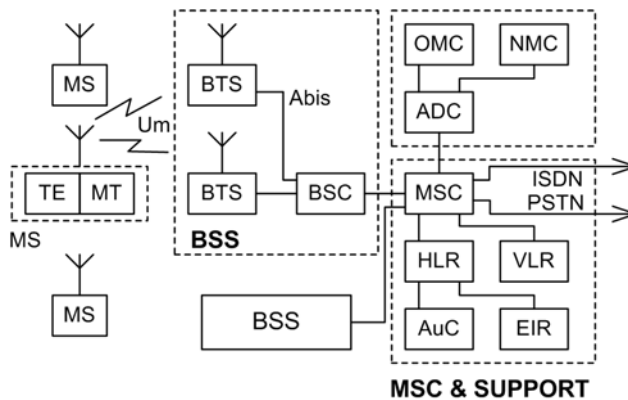 OMC NMC
MS BTS
Abis
ADC
Um
TE MT BTS BSC MSC ISDN
PSTN
MS BSS
HLR VLR
MS BSS AuC EIR
MSC & SUPPORT